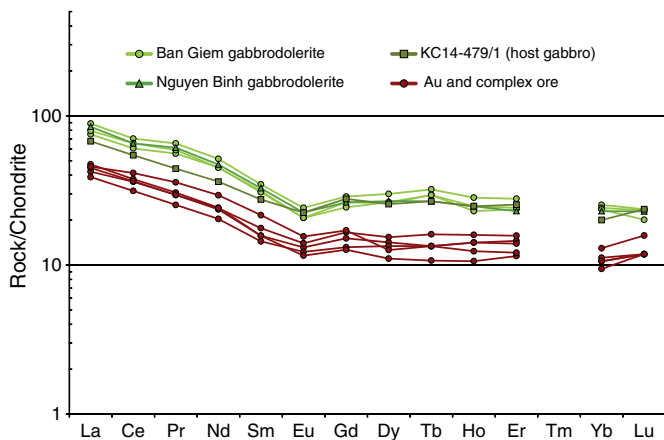 Ban Giem gabbrodolerite
KC14-479/1 (host gabbro)
Nguyen Binh gabbrodolerite
Au and complex ore
Rock/Chondrite
100
10
1
La Ce Pr Nd Sm Eu Gd Dy Tb Ho Er Tm Yb Lu